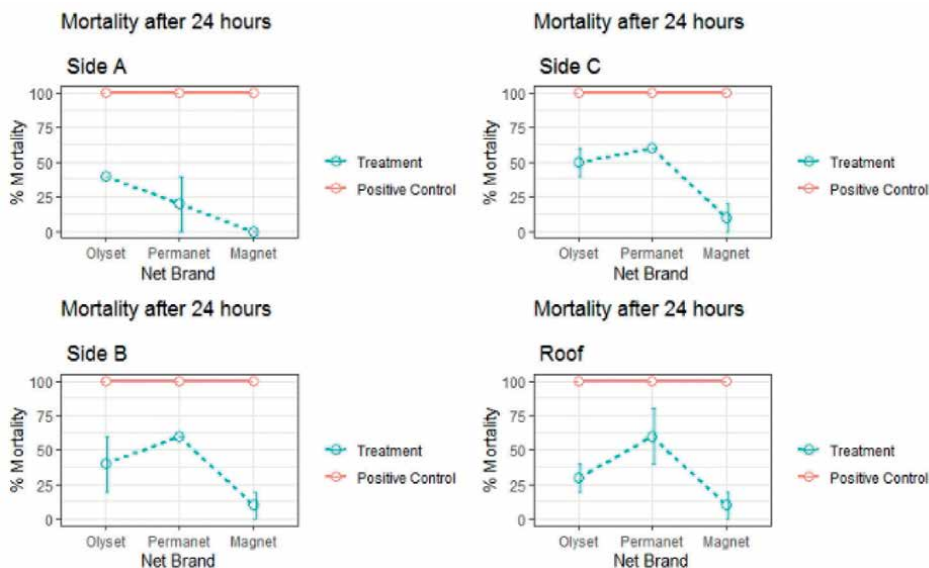 Mortality after 24 hours
Side A
100
75
50
25
0
% Mortality
Olyset Permanet Magnet
Net Brand
Treatment
Positive Control
Mortality after 24 hours
Side C
100
75
50
25
0
% Mortality
Olyset Permanet Magnet
Net Brand
Treatment
Positive Control
Mortality after 24 hours
Side B
100
75
50
25
0
% Mortality
Olyset Permanet Magnet
Net Brand
Treatment
Positive Control
Mortality after 24 hours
Roof
100
75
50
25
0
% Mortality
Olyset Permanet Magnet
Net Brand
Treatment
Positive Control